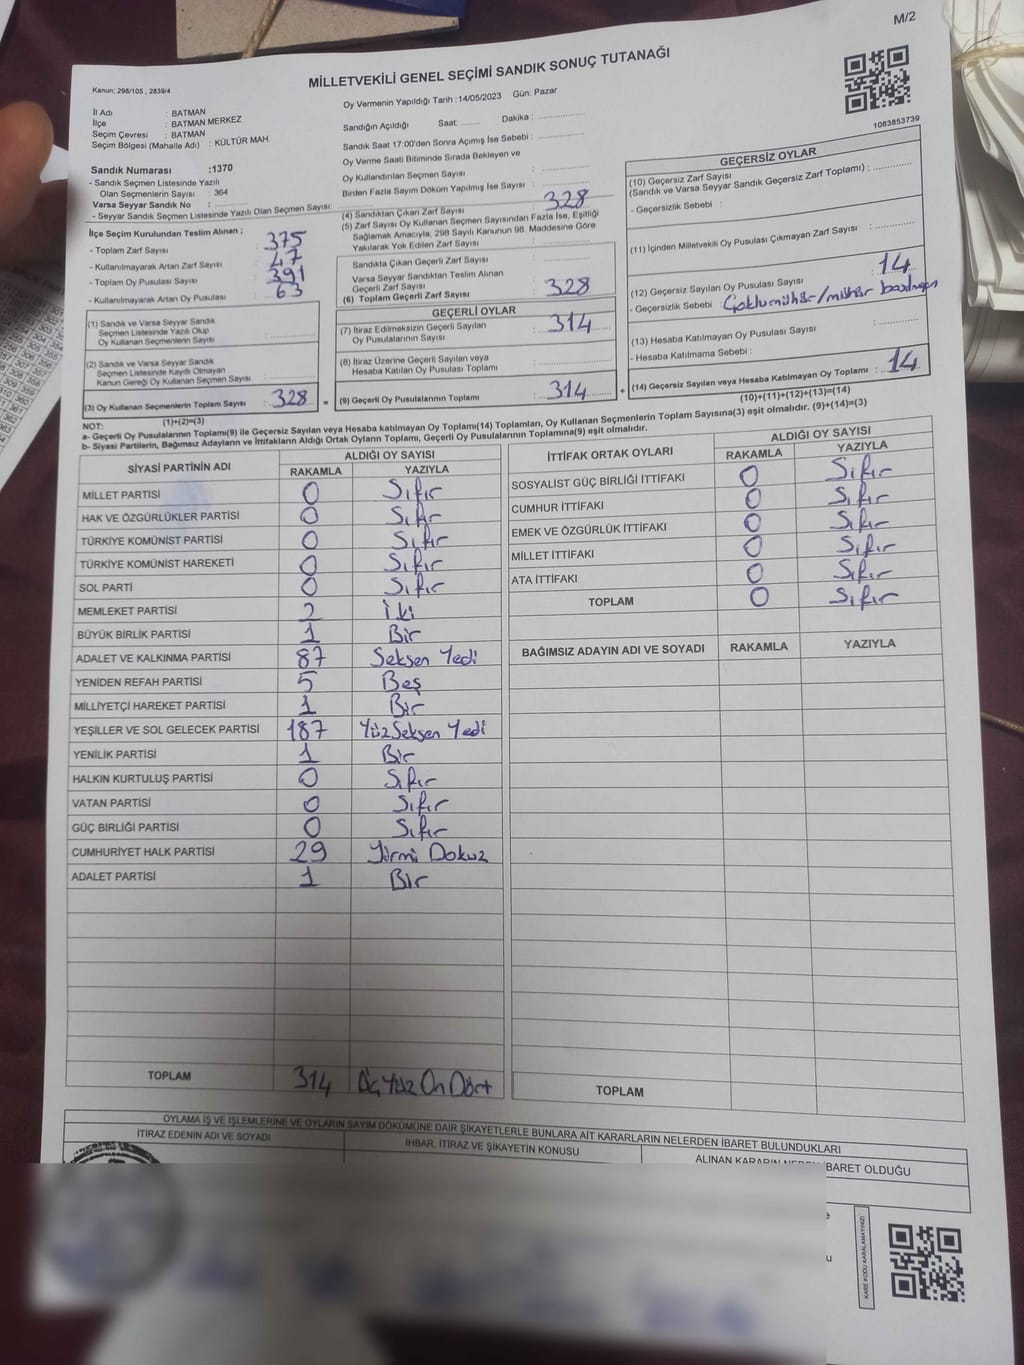 M/2
MİLLETVEKİLİ GENEL SEÇİMİ SANDIK SONUÇ TUTANAĞI
Kanun; 298/105 , 2839/4
Oy Vermenin Yapıldığı Tarih :14/05/2023 Gün: Pazar
1083853739
İl Adı : BATMAN
İlçe : BATMAN MERKEZ
Seçim Çevresi : BATMAN
Seçim Bölgesi (Mahalle Adı) : KÜLTÜR MAH.
Sandık Numarası :1370
- Sandık Seçmen Listesinde Yazılı
Olan Seçmenlerin Sayısı : 364
Varsa Seyyar Sandık No :
- Seyyar Sandık Seçmen Listesinde Yazılı Olan Seçmen Sayısı:
İlçe Seçim Kurulundan Teslim Alınan ;
- Toplam Zarf Sayısı : 375
- Kullanılmayarak Artan Zarf Sayısı : 47
- Toplam Oy Pusulası Sayısı : 391
- Kullanılmayarak Artan Oy Pusulası : 63
(1) Sandık ve Varsa Seyyar Sandık
Seçmen Listesinde Yazılı Olup
Oy Kullanan Seçmenlerin Sayısı :
(2) Sandık ve Varsa Seyyar Sandık
Seçmen Listesinde Kayıtlı Olmayan
Kanun Gereği Oy Kullanan Seçmen Sayısı :
(3) Oy Kullanan Seçmenlerin Toplam Sayısı : 328 =
(1)+(2)=(3)
Sandığın Açıldığı Saat: ........ Dakika : ................
Sandık Saat 17:00'den Sonra Açımış İse Sebebi : ................
Oy Verme Saati Bitiminde Sırada Bekleyen ve
Oy Kullandırılan Seçmen Sayısı :
Birden Fazla Sayım Döküm Yapılmış İse Sayısı :
(4) Sandıktan Çıkan Zarf Sayısı : 328
(5) Zarf Sayısı Oy Kullanan Seçmen Sayısından Fazla İse, Eşitliği
Sağlamak Amacıyla, 298 Sayılı Kanunun 98. Maddesine Göre
Yakılarak Yok Edilen Zarf Sayısı :
Sandıkta Çıkan Geçerli Zarf Sayısı :
Varsa Seyyar Sandıktan Teslim Alınan
Geçerli Zarf Sayısı :
(6) Toplam Geçerli Zarf Sayısı : 328
GEÇERLİ OYLAR
(7) İtiraz Edilmeksizin Geçerli Sayılan
Oy Pusulalarının Sayısı : 314
(8) İtiraz Üzerine Geçerli Sayılan veya
Hesaba Katılan Oy Pusulası Toplamı :
(9) Geçerli Oy Pusulalarının Toplamı : 314 +
GEÇERSİZ OYLAR
(10) Geçersiz Zarf Sayısı
(Sandık ve Varsa Seyyar Sandık Geçersiz Zarf Toplamı) : ............
- Geçersizlik Sebebi :
(11) İçinden Milletvekili Oy Pusulası Çıkmayan Zarf Sayısı : ............
(12) Geçersiz Sayılan Oy Pusulası Sayısı : 14
- Geçersizlik Sebebi : Çoklu mühür/mühür
(13) Hesaba Katılmayan Oy Pusulası Sayısı :
- Hesaba Katılmama Sebebi :
(14) Geçersiz Sayılan veya Hesaba Katılmayan Oy Toplamı : 14
(10)+(11)+(12)+(13)=(14)
NOT:
a- Geçerli Oy Pusulalarının Toplamı(9) ile Geçersiz Sayılan veya Hesaba katılmayan Oy Toplamı(14) Toplamları, Oy Kullanan Seçmenlerin Toplam Sayısına(3) eşit olmalıdır. (9)+(14)=(3)
b- Siyasi Partilerin, Bağımsız Adayların ve İttifakların Aldığı Ortak Oyların Toplamı, Geçerli Oy Pusulalarının Toplamına(9) eşit olmalıdır.
SİYASİ PARTİNİN ADI ALDIĞI OY SAYISI
RAKAMLA YAZIYLA
MİLLET PARTİSİ 0 Sıfır
HAK VE ÖZGÜRLÜKLER PARTİSİ 0 Sıfır
TÜRKİYE KOMÜNİST PARTİSİ 0 Sıfır
TÜRKİYE KOMÜNİST HAREKETİ 0 Sıfır
SOL PARTİ 0 Sıfır
MEMLEKET PARTİSİ 2 İki
BÜYÜK BİRLİK PARTİSİ 1 Bir
ADALET VE KALKINMA PARTİSİ 87 Seksen Yedi
YENİDEN REFAH PARTİSİ 5 Beş
MİLLİYETÇİ HAREKET PARTİSİ 1 Bir
YEŞİLLER VE SOL GELECEK PARTİSİ 187 Yüz Seksen Yedi
YENİLİK PARTİSİ 1 Bir
HALKIN KURTULUŞ PARTİSİ 0 Sıfır
VATAN PARTİSİ 0 Sıfır
GÜÇ BİRLİĞİ PARTİSİ 0 Sıfır
CUMHURİYET HALK PARTİSİ 29 Yirmi Dokuz
ADALET PARTİSİ 1 Bir
TOPLAM 314 Üç Yüz On Dört
İTTİFAK ORTAK OYLARI ALDIĞI OY SAYISI
RAKAMLA YAZIYLA
SOSYALİST GÜÇ BİRLİĞİ İTTİFAKI 0 Sıfır
CUMHUR İTTİFAKI 0 Sıfır
EMEK VE ÖZGÜRLÜK İTTİFAKI 0 Sıfır
MİLLET İTTİFAKI 0 Sıfır
ATA İTTİFAKI 0 Sıfır
TOPLAM 0 Sıfır
BAĞIMSIZ ADAYIN ADI VE SOYADI RAKAMLA YAZIYLA
TOPLAM
OYLAMA İŞ VE İŞLEMLERİNE VE OYLARIN SAYIM DÖKÜMÜNE DAİR ŞİKAYETLERLE BUNLARA AİT KARARLARIN NELERDEN İBARET BULUNDUKLARI
İTİRAZ EDENİN ADI VE SOYADI İHBAR, İTİRAZ VE ŞİKAYETİN KONUSU ALINAN KARARIN NEDEN İBARET OLDUĞU
KARE KODU KARALAMAYINIZ!